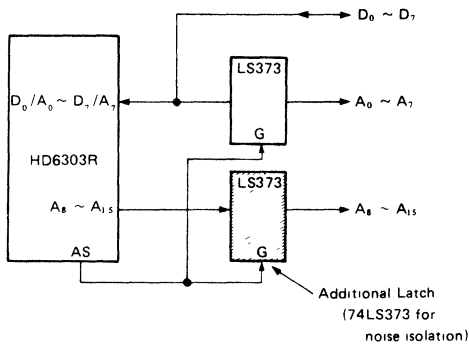 D₀ ~ D₇
LS373
D₀/A₀ ~ D₇/A₇
A₀ ~ A₇
G
HD6303R
LS373
A₈ ~ A₁₅
A₈ ~ A₁₅
AS
G
Additional Latch
(74LS373 for
noise isolation)